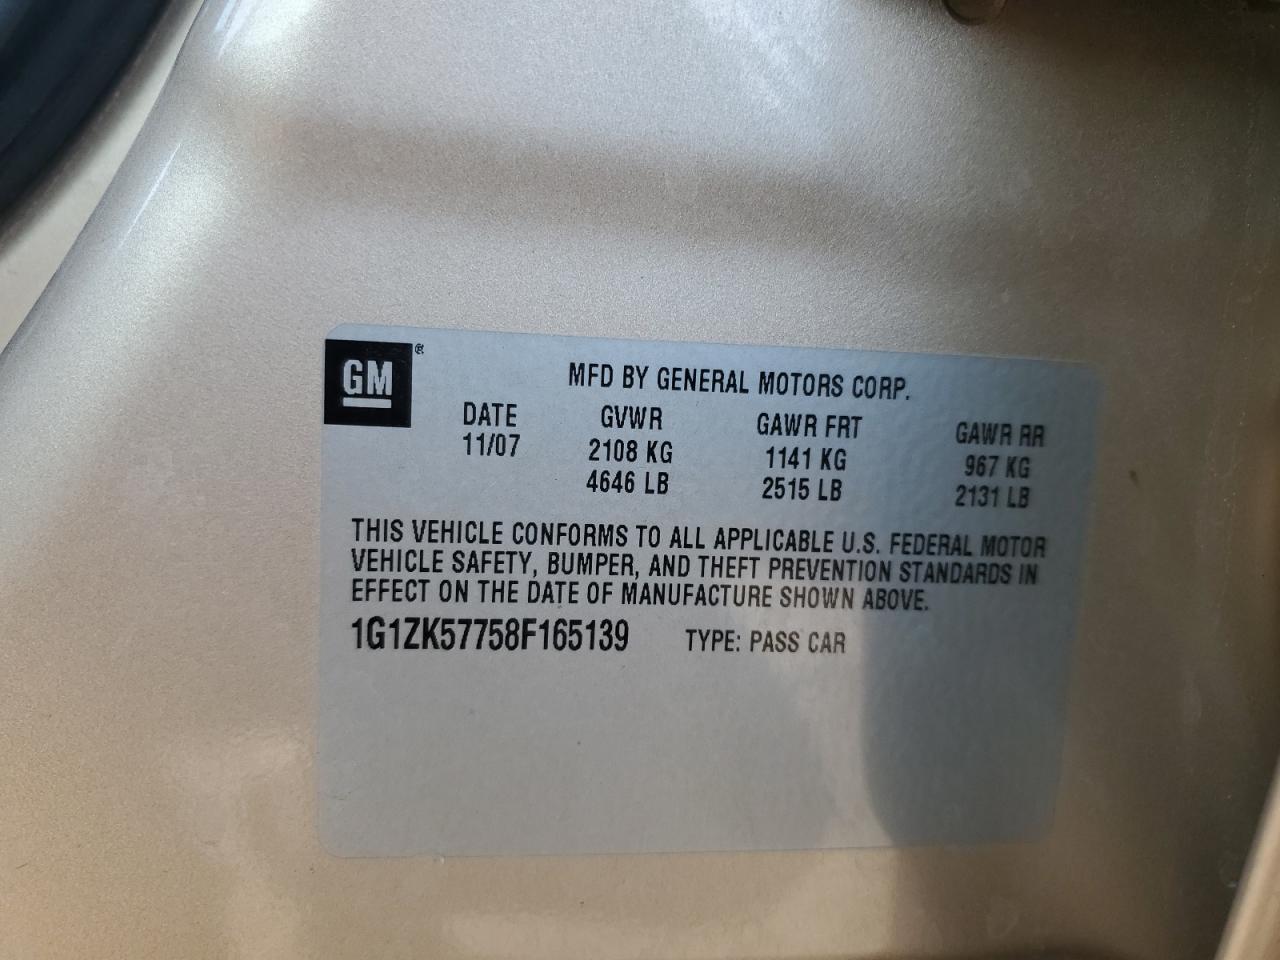 GM®
MFD BY GENERAL MOTORS CORP.
DATE GVWR GAWR FRT GAWR RR
11/07 2108 KG 1141 KG 967 KG
4646 LB 2515 LB 2131 LB
THIS VEHICLE CONFORMS TO ALL APPLICABLE U.S. FEDERAL MOTOR
VEHICLE SAFETY, BUMPER, AND THEFT PREVENTION STANDARDS IN
EFFECT ON THE DATE OF MANUFACTURE SHOWN ABOVE.
1G1ZK57758F165139 TYPE: PASS CAR